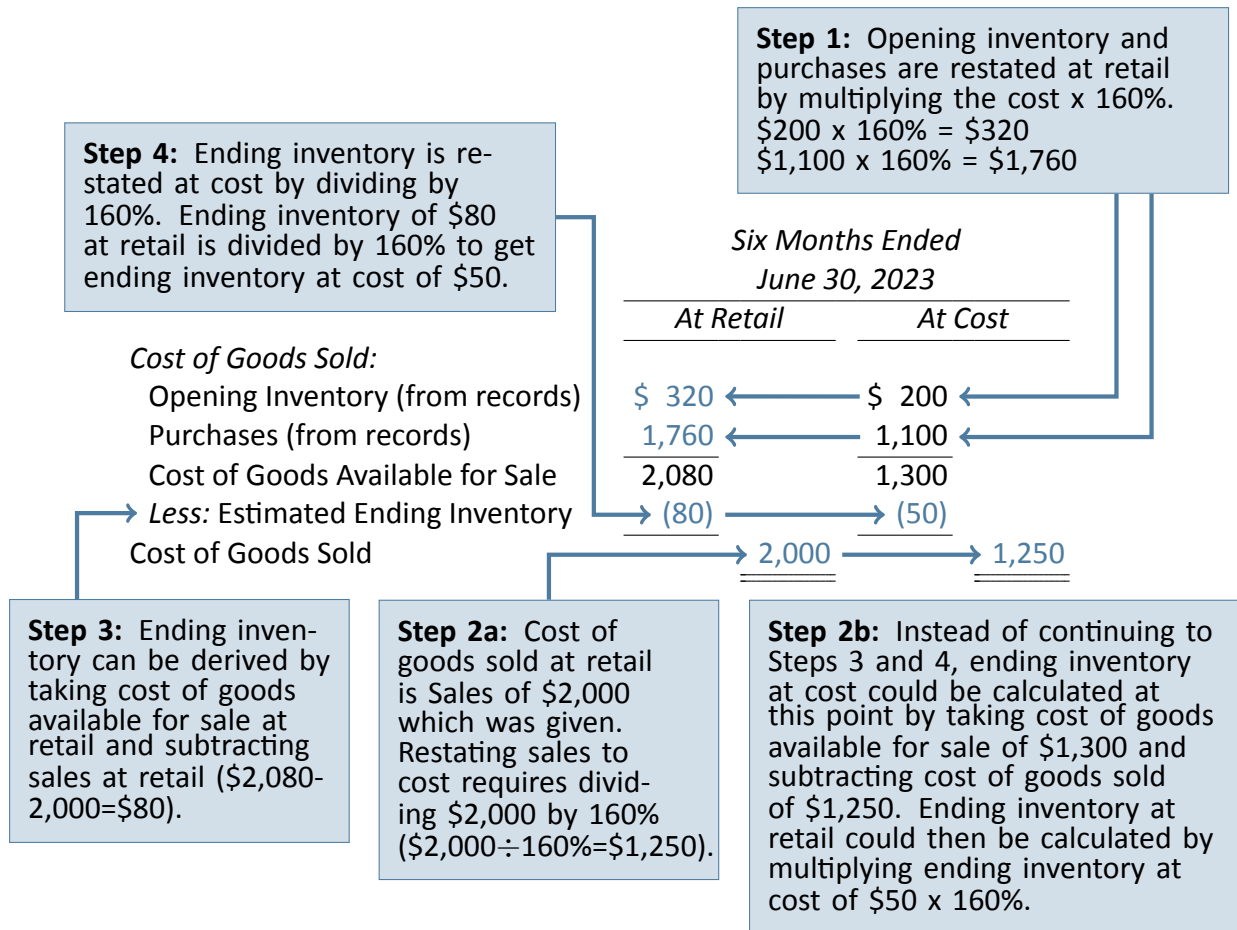 Step 1: Opening inventory and
purchases are restated at retail
by multiplying the cost x 160%.
$200 x 160% = $320
$1,100 x 160% = $1,760
Step 4: Ending inventory is re-
stated at cost by dividing by
160%. Ending inventory of $80
at retail is divided by 160% to get
ending inventory at cost of $50.
Six Months Ended
June 30, 2023
At Retail At Cost
Cost of Goods Sold:
Opening Inventory (from records) $ 320 $ 200
Purchases (from records) 1,760 1,100
Cost of Goods Available for Sale 2,080 1,300
Less: Estimated Ending Inventory (80) (50)
Cost of Goods Sold 2,000 1,250
Step 3: Ending inven-
tory can be derived by
taking cost of goods
available for sale at
retail and subtracting
sales at retail ($2,080-
2,000=$80).
Step 2a: Cost of
goods sold at retail
is Sales of $2,000
which was given.
Restating sales to
cost requires divid-
ing $2,000 by 160%
($2,000÷160%=$1,250).
Step 2b: Instead of continuing to
Steps 3 and 4, ending inventory
at cost could be calculated at
this point by taking cost of goods
available for sale of $1,300 and
subtracting cost of goods sold
of $1,250. Ending inventory at
retail could then be calculated by
multiplying ending inventory at
cost of $50 x 160%.